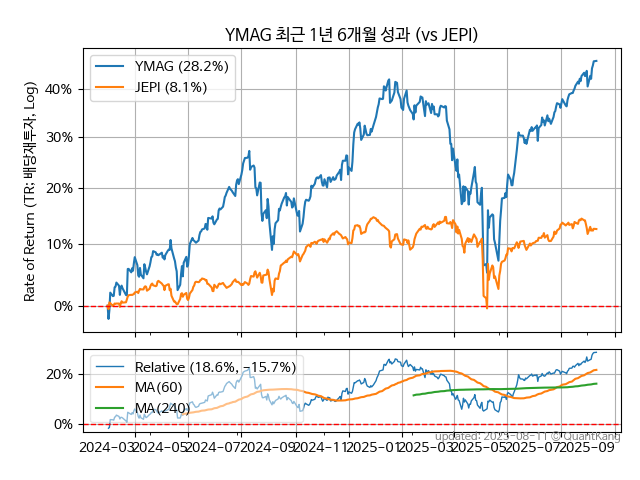 YMAG 최근 1년 6개월 성과 (vs JEPI)
Rate of Return (TR: 배당재투자, Log)
YMAG (28.2%)
JEPI (8.1%)
40%
30%
20%
10%
0%
Relative (18.6%, −15.7%)
MA(60)
MA(240)
20%
0%
updated: 2025-08-11 © QuantKang
2024-03
2024-05
2024-07
2024-09
2024-11
2025-01
2025-03
2025-05
2025-07
2025-09